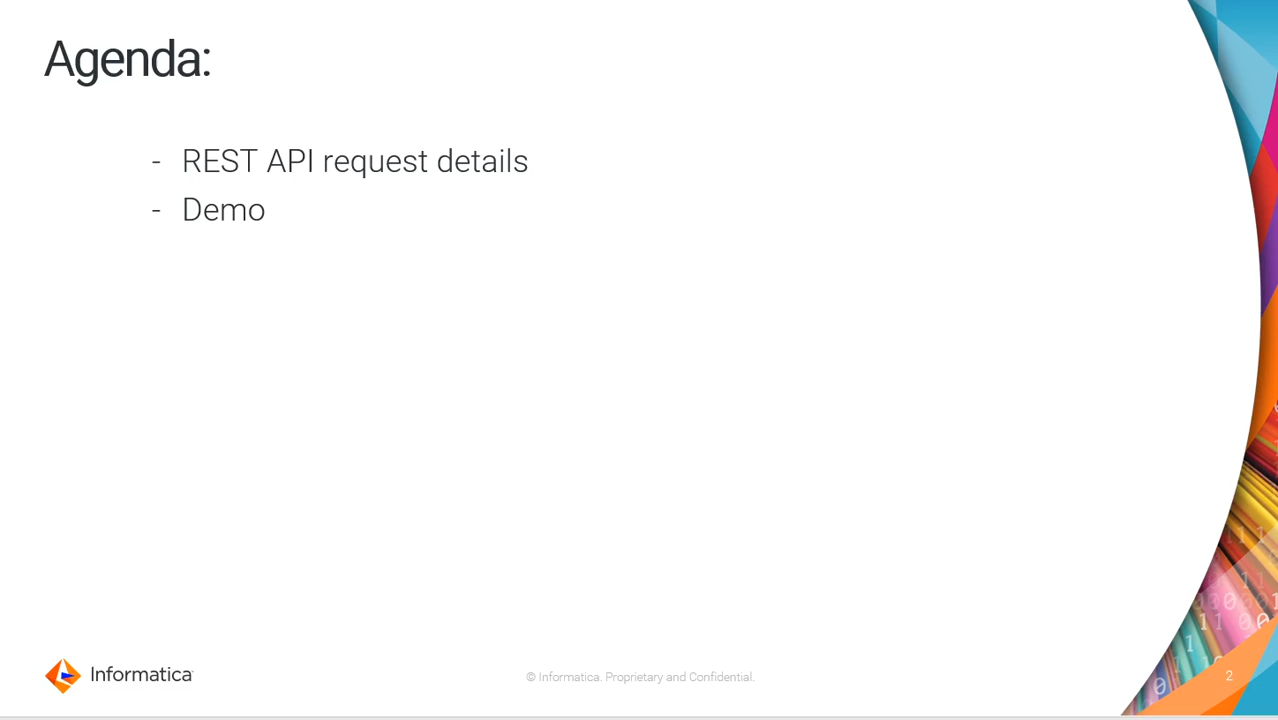 Agenda:
- REST API request details
- Demo
Informatica
© Informatica. Proprietary and Confidential.
2